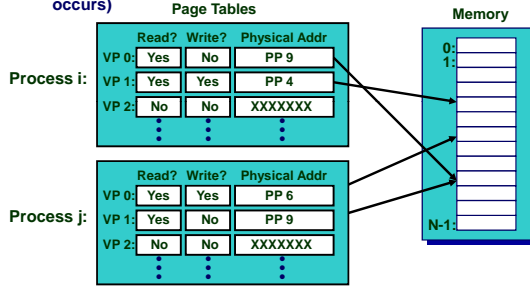 occurs)
Page Tables
Memory
Read? Write? Physical Addr
Process i:
VP 0: Yes No PP 9
VP 1: Yes Yes PP 4
VP 2: No No XXXXXXX
Read? Write? Physical Addr
Process j:
VP 0: Yes Yes PP 6
VP 1: Yes No PP 9
VP 2: No No XXXXXXX
0:
1:
N-1: